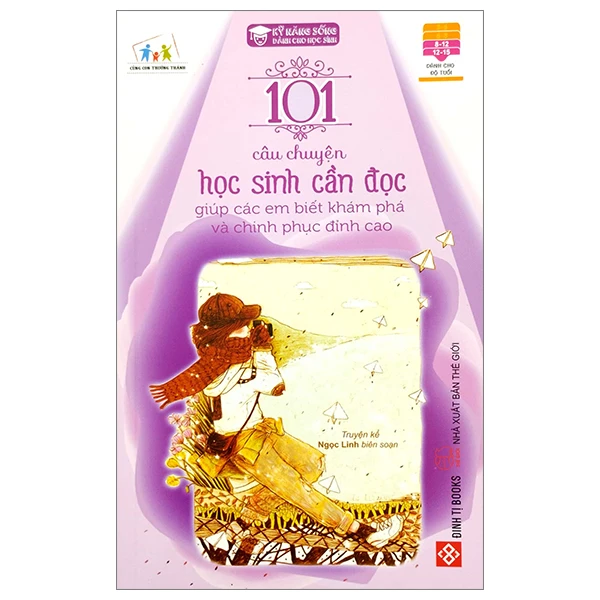 CÙNG CON TRƯỞNG THÀNH
KỸ NĂNG SỐNG
DÀNH CHO HỌC SINH
8-12
12-15
DÀNH CHO
ĐỘ TUỔI
101
câu chuyện
học sinh cần đọc
giúp các em biết khám phá
và chinh phục đỉnh cao
Truyện kể
Ngọc Linh biên soạn
ĐINH TỊ BOOKS
NHÀ XUẤT BẢN THẾ GIỚI